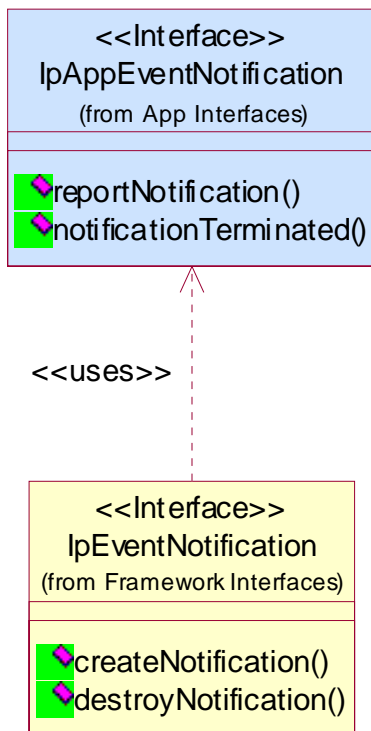 <<Interface>>
IpAppEventNotification
(from App Interfaces)
reportNotification()
notificationTerminated()
<<uses>>
<<Interface>>
IpEventNotification
(from Framework Interfaces)
createNotification()
destroyNotification()